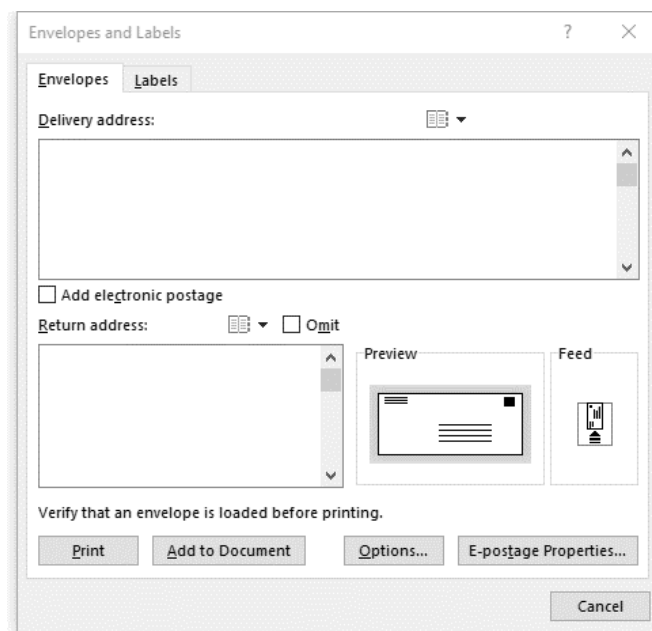 Envelopes and Labels ?
Envelopes Labels
Delivery address:
Add electronic postage
Return address: Omit
Preview Feed
Verify that an envelope is loaded before printing.
Print Add to Document Options... E-postage Properties...
Cancel